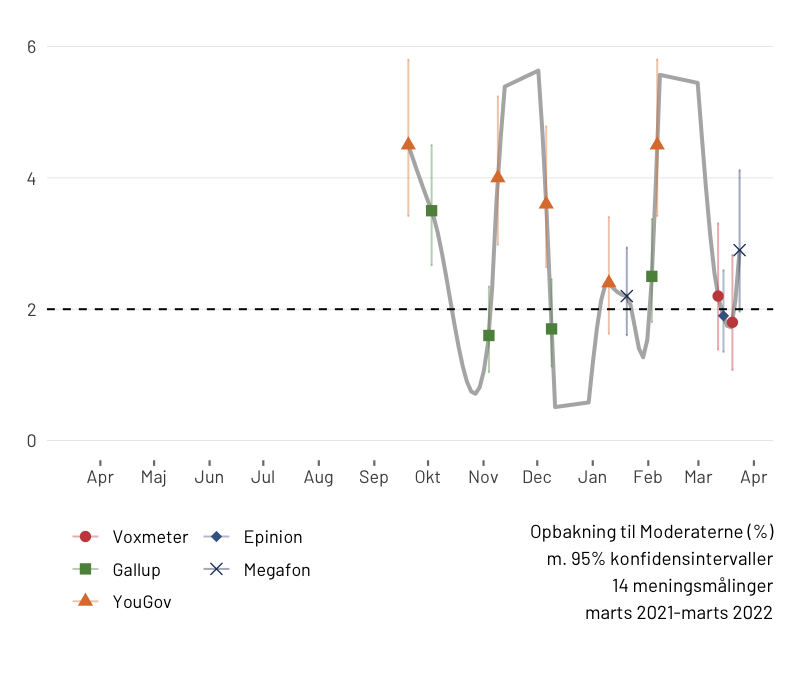 6
4
2
0
Apr Maj Jun Jul Aug Sep Okt Nov Dec Jan Feb Mar Apr
Voxmeter Epinion
Gallup Megafon
YouGov
Opbakning til Moderaterne (%)
m. 95% konfidensintervaller
14 meningsmålinger
marts 2021-marts 2022